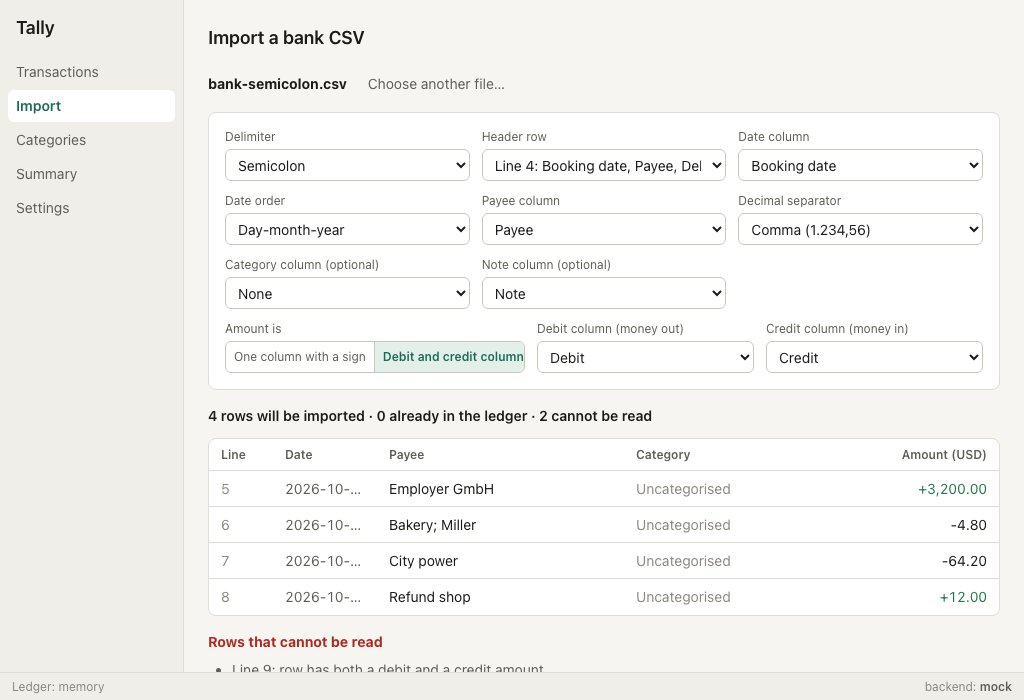 Tally
Transactions
Import
Categories
Summary
Settings
Import a bank CSV
bank-semicolon.csv Choose another file...
Delimiter Header row Date column
Semicolon Line 4: Booking date, Payee, Del Booking date
Date order Payee column Decimal separator
Day-month-year Payee Comma (1.234,56)
Category column (optional) Note column (optional)
None Note
Amount is Debit column (money out) Credit column (money in)
One column with a sign Debit and credit column Debit Credit
4 rows will be imported · 0 already in the ledger · 2 cannot be read
Line Date Payee Category Amount (USD)
5 2026-10-... Employer GmbH Uncategorised +3,200.00
6 2026-10-... Bakery; Miller Uncategorised -4.80
7 2026-10-... City power Uncategorised -64.20
8 2026-10-... Refund shop Uncategorised +12.00
Rows that cannot be read
• Line 9: row has both a debit and a credit amount
Ledger: memory backend: mock